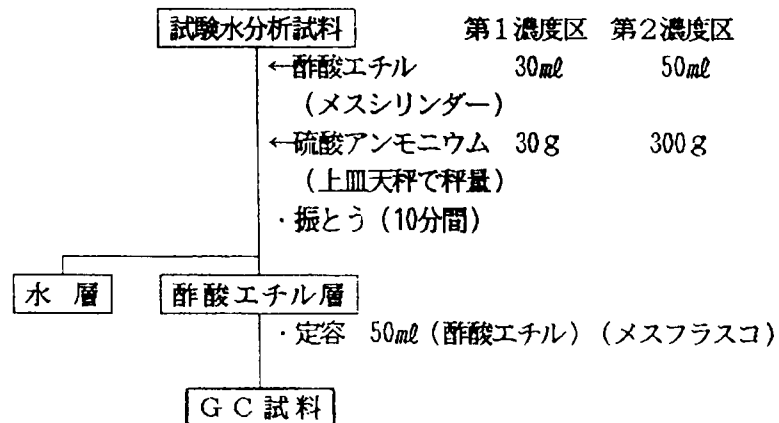 試験水分析試料 第1濃度区 第2濃度区
←酢酸エチル 30ml 50ml
(メスシリンダー)
←硫酸アンモニウム 30g 300g
(上皿天秤で秤量)
・振とう(10分間)
水層 酢酸エチル層
・定容 50ml(酢酸エチル)(メスフラスコ)
GC試料